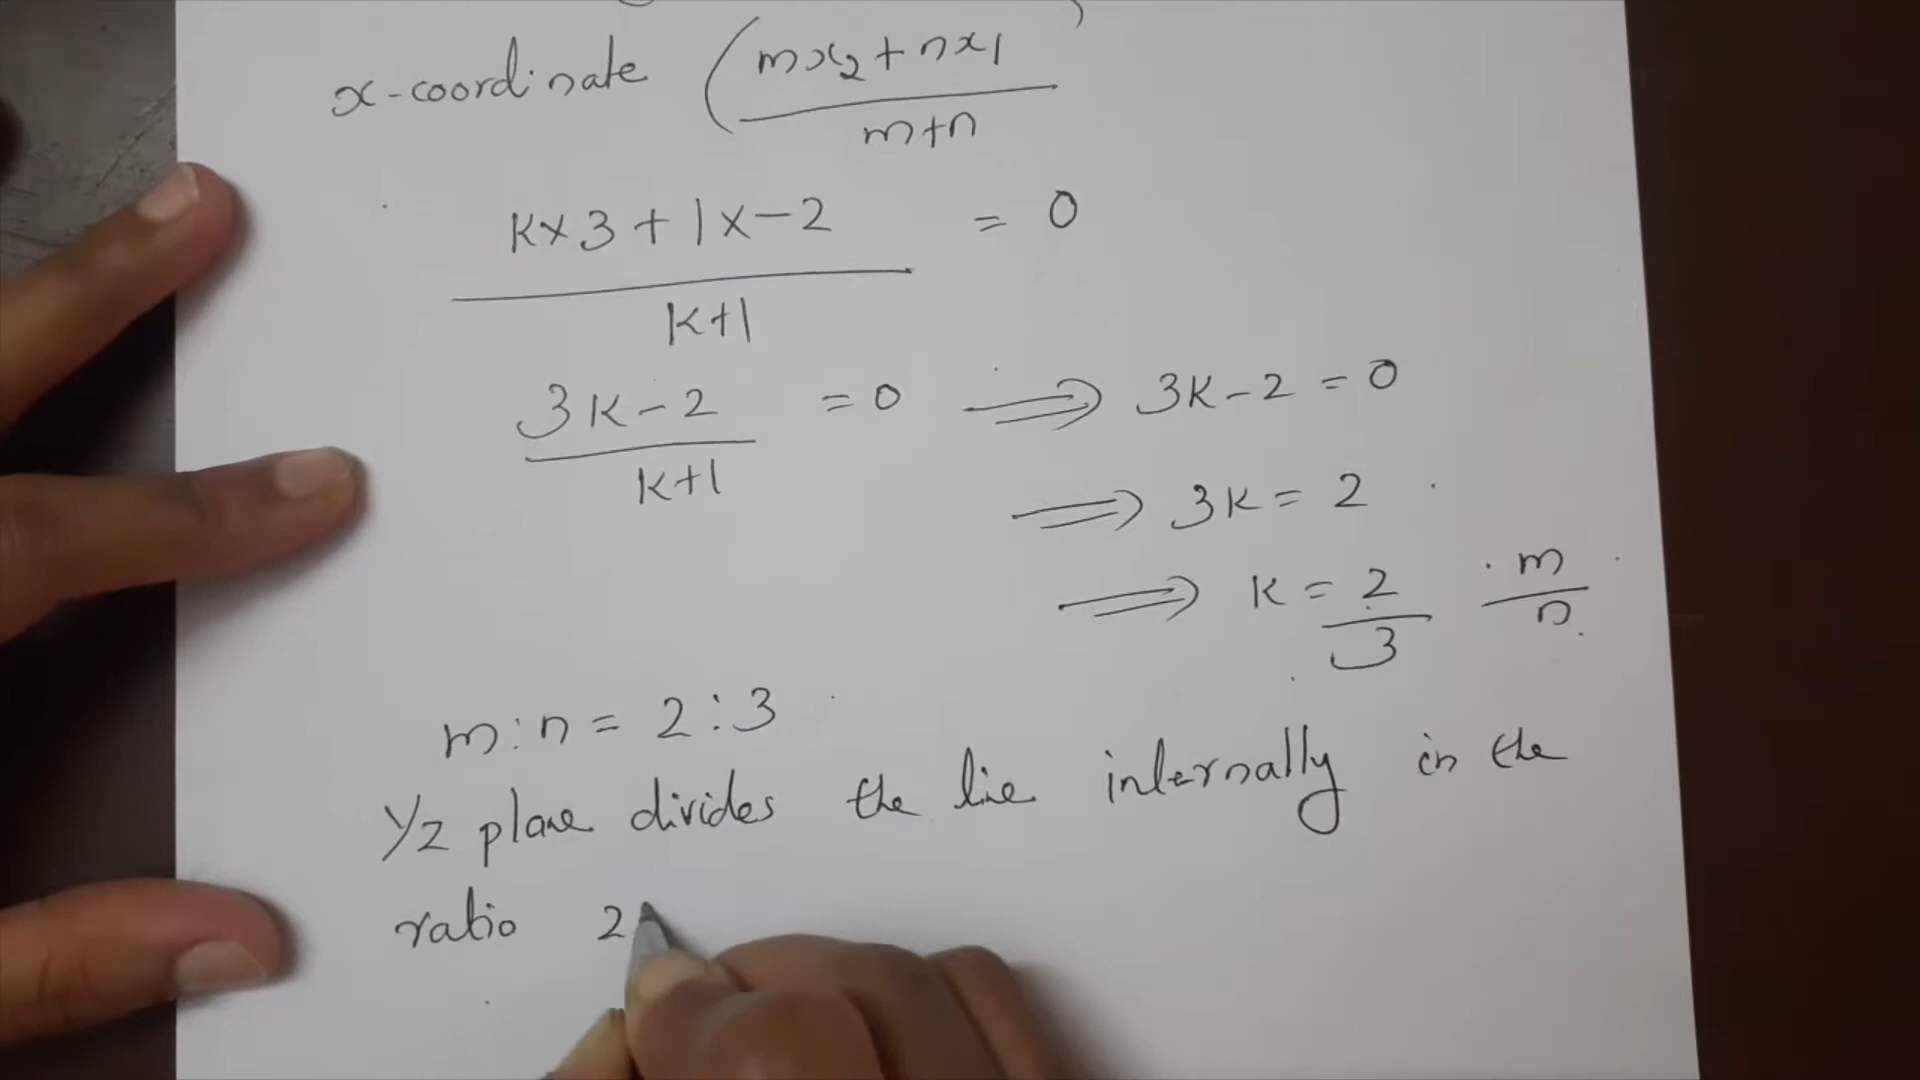 x-coordinate (mx₂+nx₁
m+n
k×3+1×-2 = 0
k+1
3k-2 = 0 ⟹ 3k-2 = 0
k+1
⟹ 3k = 2
⟹ k = 2 m
3 n
m:n = 2:3
YZ plane divides the line internally in the
ratio 2